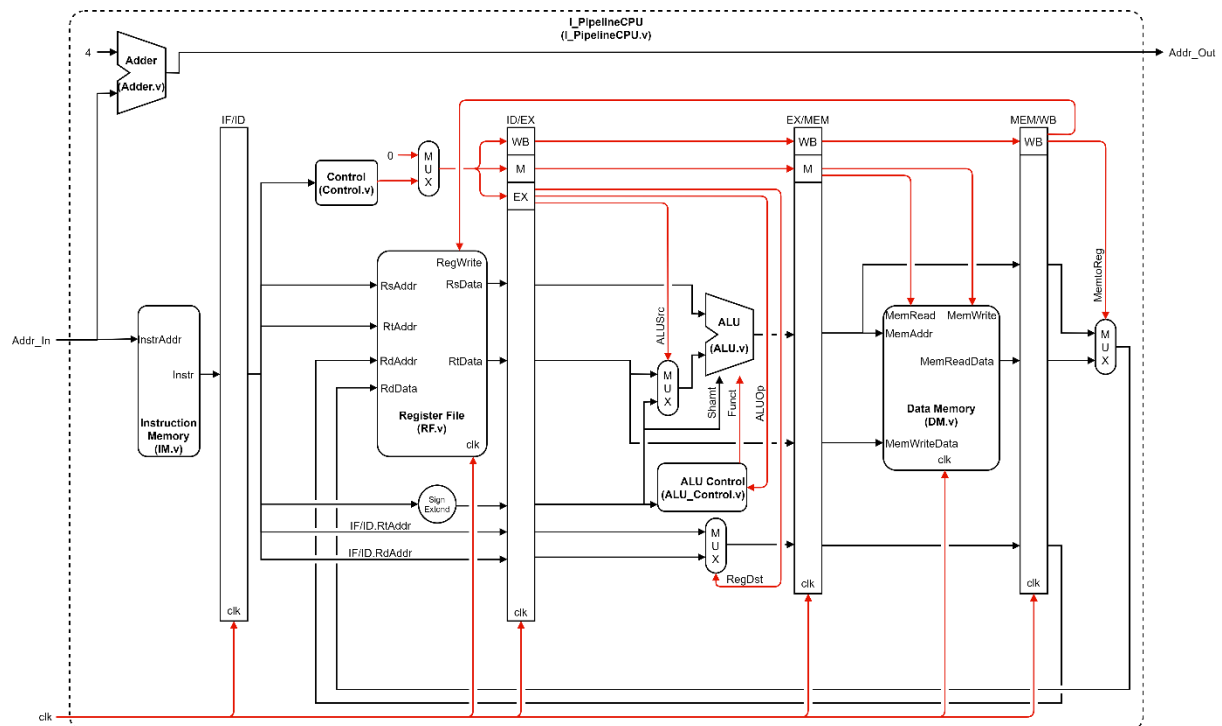 I_PipelineCPU
(I_PipelineCPU.v)
4
Adder
(Adder.v)
Addr_Out
IF/ID
ID/EX
EX/MEM
MEM/WB
WB
WB
WB
0
M
U
X
M
M
Control
(Control.v)
EX
RegWrite
RsAddr
RsData
RtAddr
RdAddr
RtData
RdData
Register File
(RF.v)
clk
Addr_In
InstrAddr
Instr
Instruction
Memory
(IM.v)
ALUSrc
M
U
X
ALU
(ALU.v)
Shamt
Funct
ALUOp
MemRead
MemWrite
MemAddr
MemReadData
Data Memory
(DM.v)
MemWriteData
clk
MemtoReg
M
U
X
ALU Control
(ALU_Control.v)
Sign
Extend
IF/ID.RtAddr
IF/ID.RdAddr
M
U
X
RegDst
clk
clk
clk
clk
clk